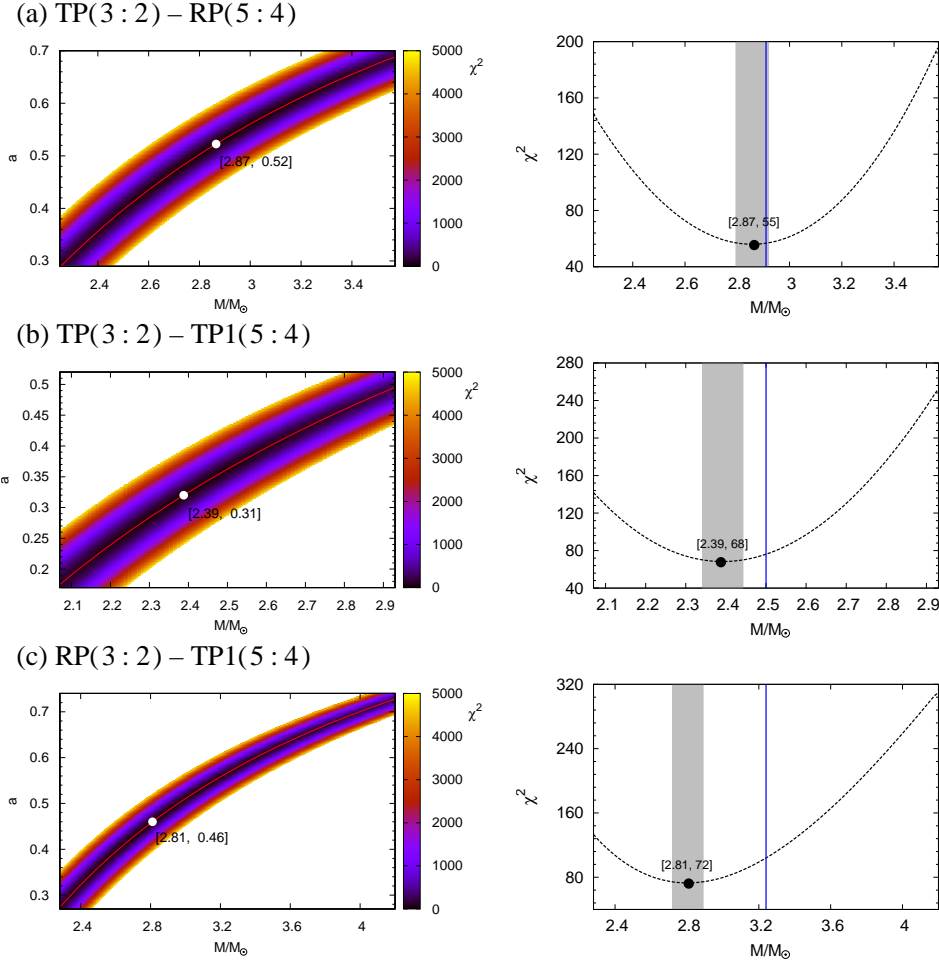 (a) TP(3 : 2) – RP(5 : 4)
0.7
0.6
0.5
0.4
0.3
a
2.4 2.6 2.8 3 3.2 3.4
M/M⊙
[2.87, 0.52]
5000
4000
3000
2000
1000
0
χ²
200
160
120
80
40
χ²
2.4 2.6 2.8 3 3.2 3.4
M/M⊙
[2.87, 55]
(b) TP(3 : 2) – TP1(5 : 4)
0.5
0.45
0.4
0.35
0.3
0.25
0.2
a
2.1 2.2 2.3 2.4 2.5 2.6 2.7 2.8 2.9
M/M⊙
[2.39, 0.31]
5000
4000
3000
2000
1000
0
χ²
280
240
200
160
120
80
40
χ²
2.1 2.2 2.3 2.4 2.5 2.6 2.7 2.8 2.9
M/M⊙
[2.39, 68]
(c) RP(3 : 2) – TP1(5 : 4)
0.7
0.6
0.5
0.4
0.3
a
2.4 2.8 3.2 3.6 4
M/M⊙
[2.81, 0.46]
5000
4000
3000
2000
1000
0
χ²
320
240
160
80
χ²
2.4 2.8 3.2 3.6 4
M/M⊙
[2.81, 72]